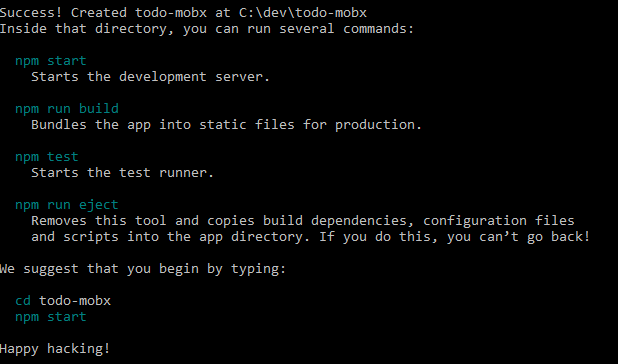 Success! Created todo-mobx at C:\dev\todo-mobx
Inside that directory, you can run several commands:
npm start
Starts the development server.
npm run build
Bundles the app into static files for production.
npm test
Starts the test runner.
npm run eject
Removes this tool and copies build dependencies, configuration files
and scripts into the app directory. If you do this, you can’t go back!
We suggest that you begin by typing:
cd todo-mobx
npm start
Happy hacking!